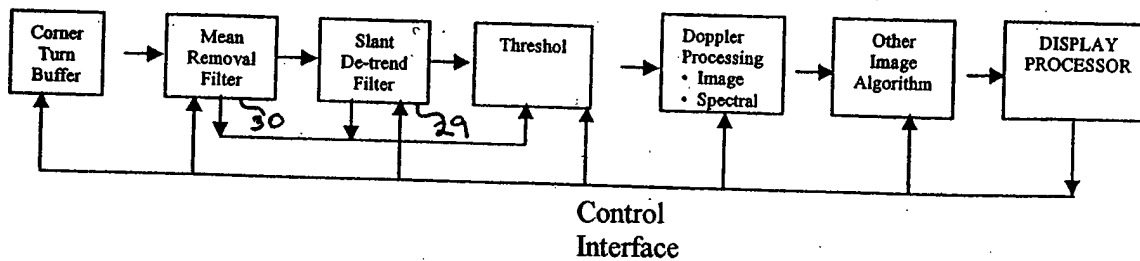 Corner
Turn
Buffer
Mean
Removal
Filter
Slant
De-trend
Filter
Threshol
Doppler
Processing
• Image
• Spectral
Other
Image
Algorithm
DISPLAY
PROCESSOR
30
29
Control
Interface